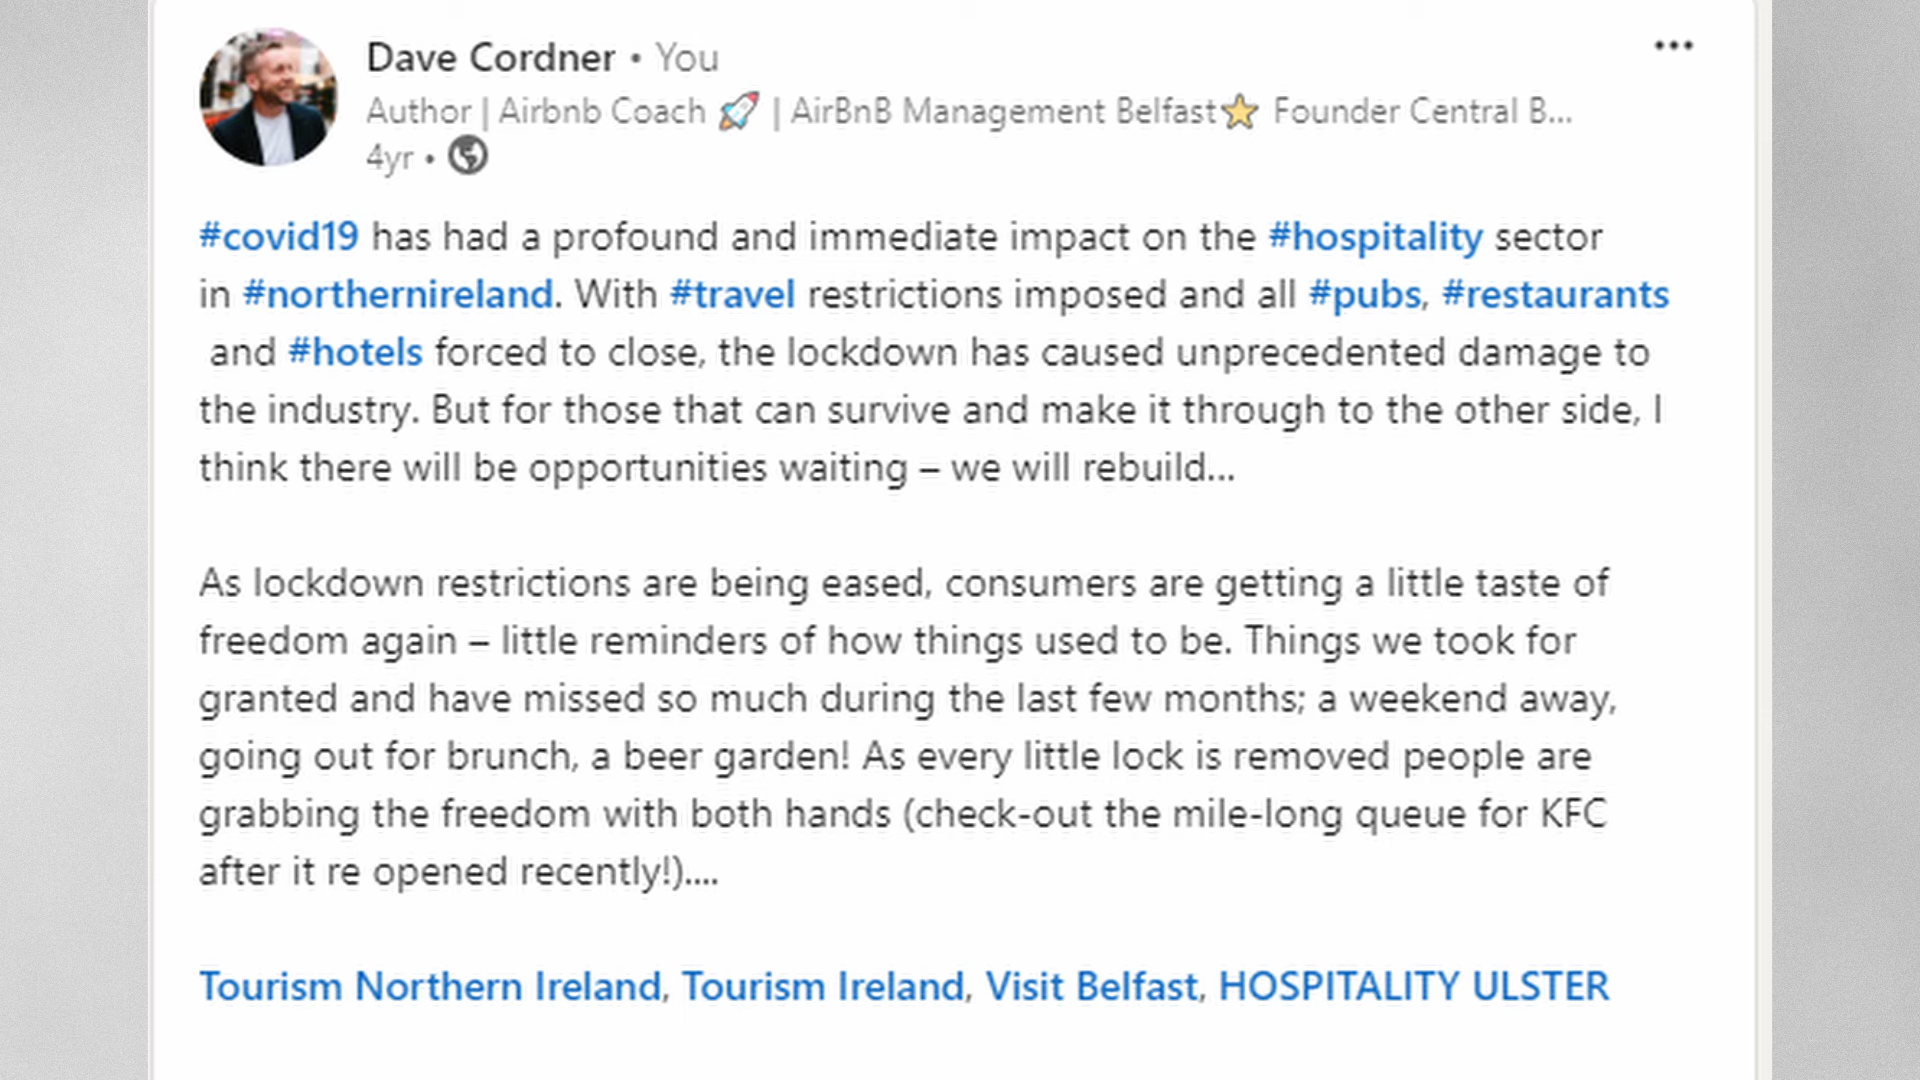 Dave Cordner • You
Author | Airbnb Coach 🚀 | AirBnB Management Belfast⭐ Founder Central B...
4yr •
#covid19 has had a profound and immediate impact on the #hospitality sector
in #northernireland. With #travel restrictions imposed and all #pubs, #restaurants
and #hotels forced to close, the lockdown has caused unprecedented damage to
the industry. But for those that can survive and make it through to the other side, I
think there will be opportunities waiting – we will rebuild...
As lockdown restrictions are being eased, consumers are getting a little taste of
freedom again – little reminders of how things used to be. Things we took for
granted and have missed so much during the last few months; a weekend away,
going out for brunch, a beer garden! As every little lock is removed people are
grabbing the freedom with both hands (check-out the mile-long queue for KFC
after it re opened recently!)....
Tourism Northern Ireland, Tourism Ireland, Visit Belfast, HOSPITALITY ULSTER